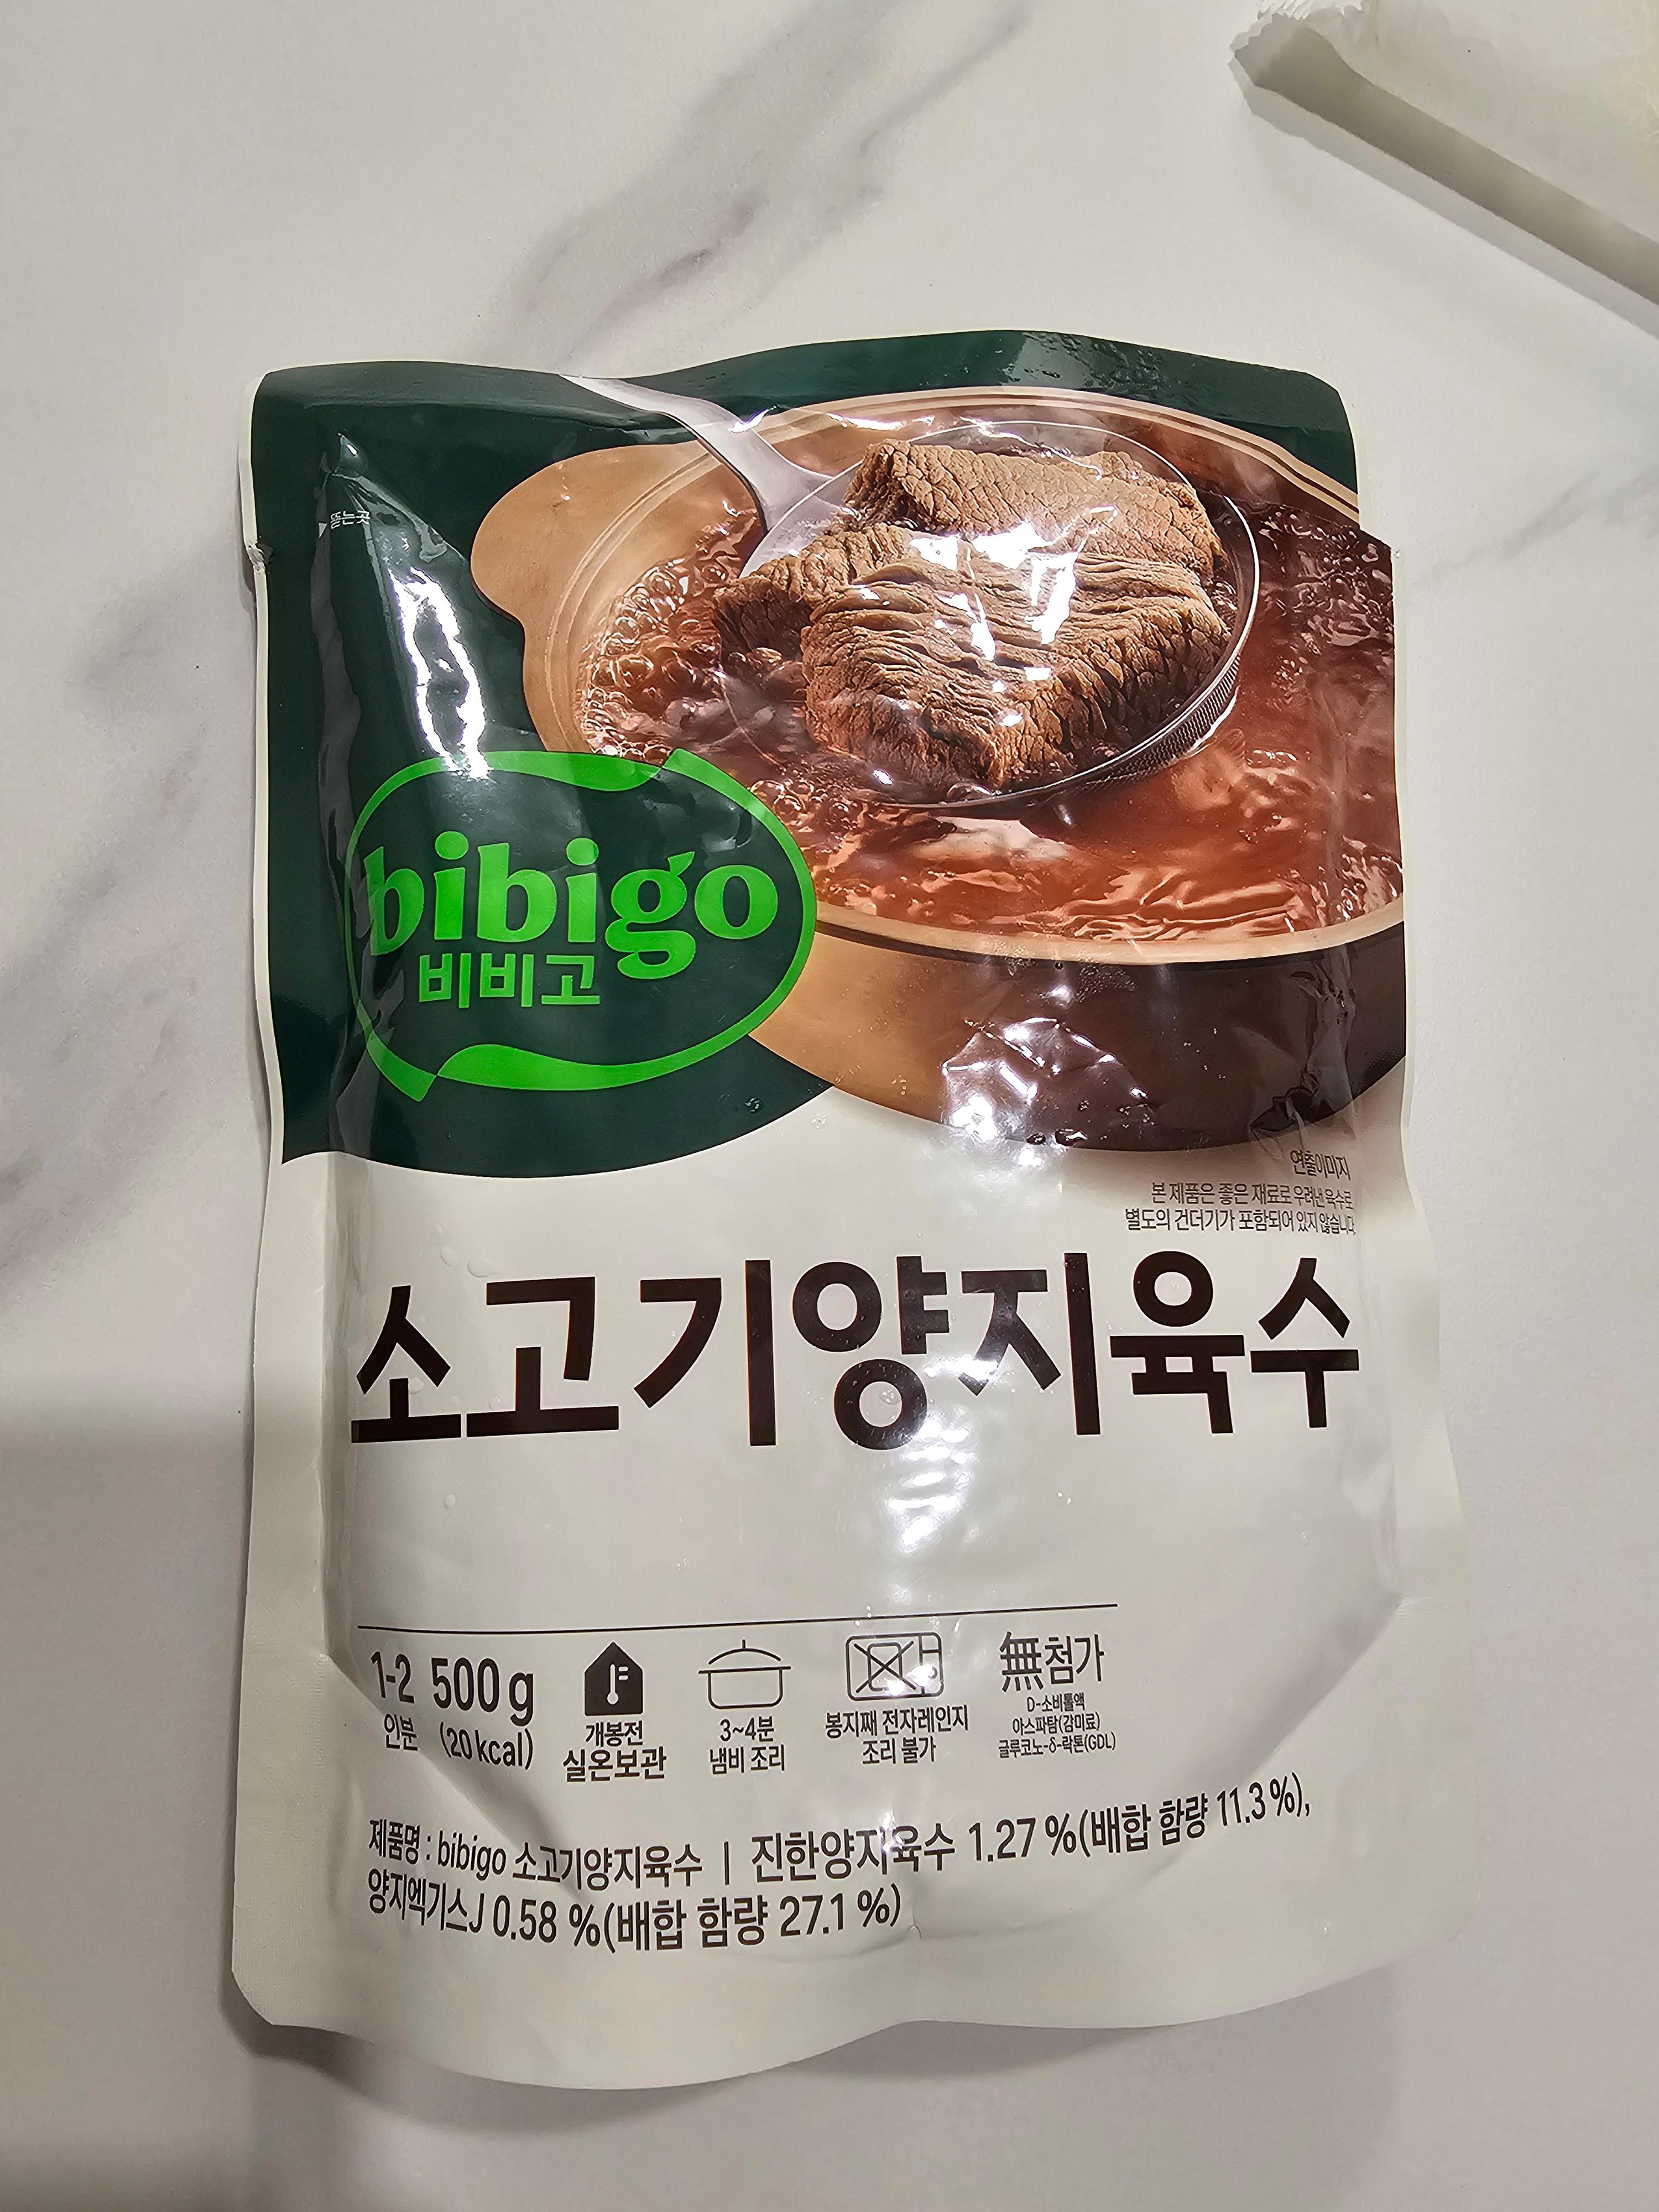 뜯는곳
bibigo
비비고
연출이미지
본 제품은 좋은 재료로 우려낸 육수로
별도의 건더기가 포함되어 있지 않습니다
소고기양지육수
1-2 500g
인분 (20 kcal)
개봉전
실온보관
3~4분
냄비 조리
봉지째 전자레인지
조리 불가
無첨가
D-소비톨액
아스파탐(감미료)
글루코노-δ-락톤(GDL)
제품명 : bibigo 소고기양지육수 | 진한양지육수 1.27 %(배합 함량 11.3 %),
양지엑기스J 0.58 %(배합 함량 27.1 %)